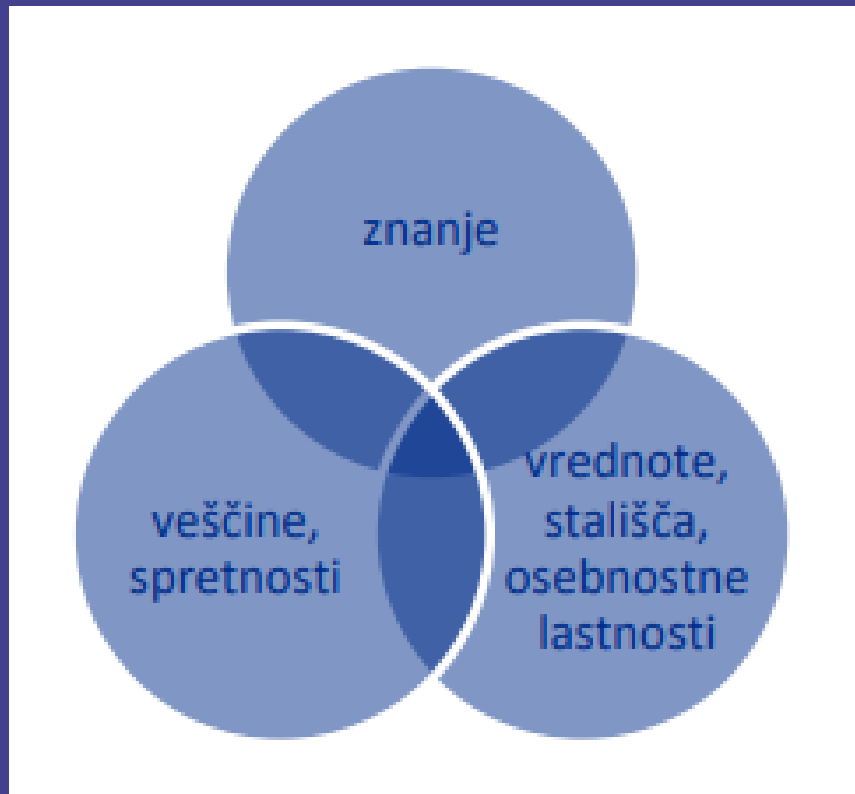 znanje
veščine,
spretnosti
vrednote,
stališča,
osebnostne
lastnosti